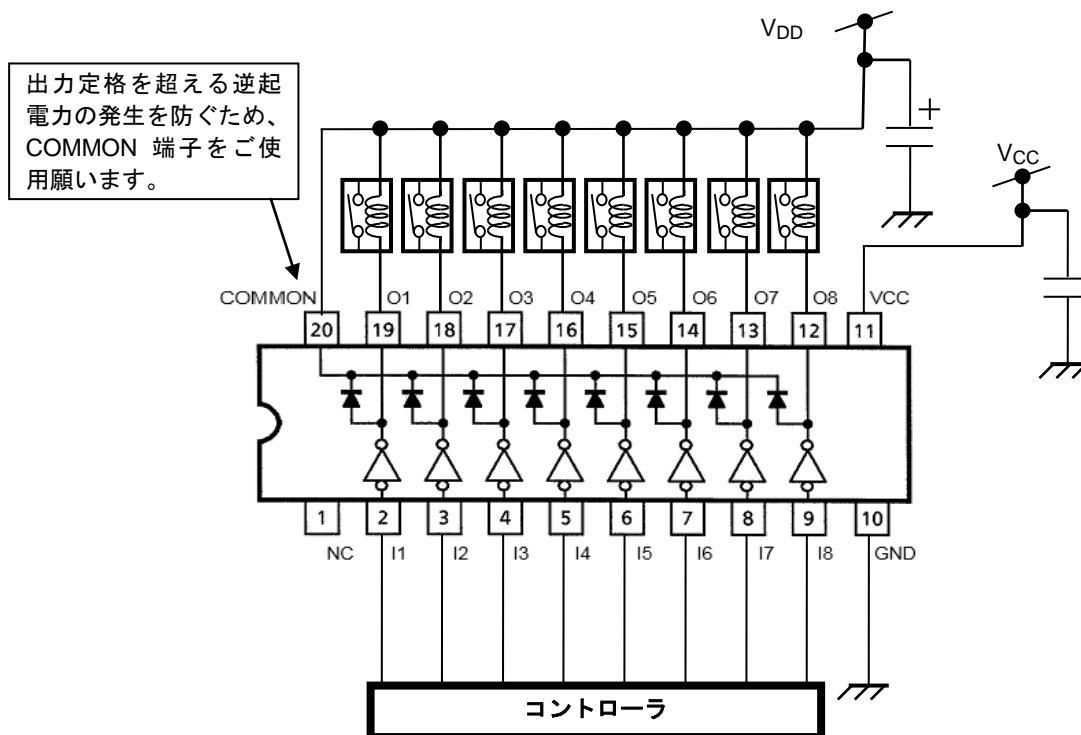 VDD
出力定格を超える逆起
電力の発生を防ぐため、
COMMON 端子をご使
用願います。
+
VCC
COMMON O1 O2 O3 O4 O5 O6 O7 O8 VCC
20 19 18 17 16 15 14 13 12 11
1 2 3 4 5 6 7 8 9 10
NC I1 I2 I3 I4 I5 I6 I7 I8 GND
コントローラ